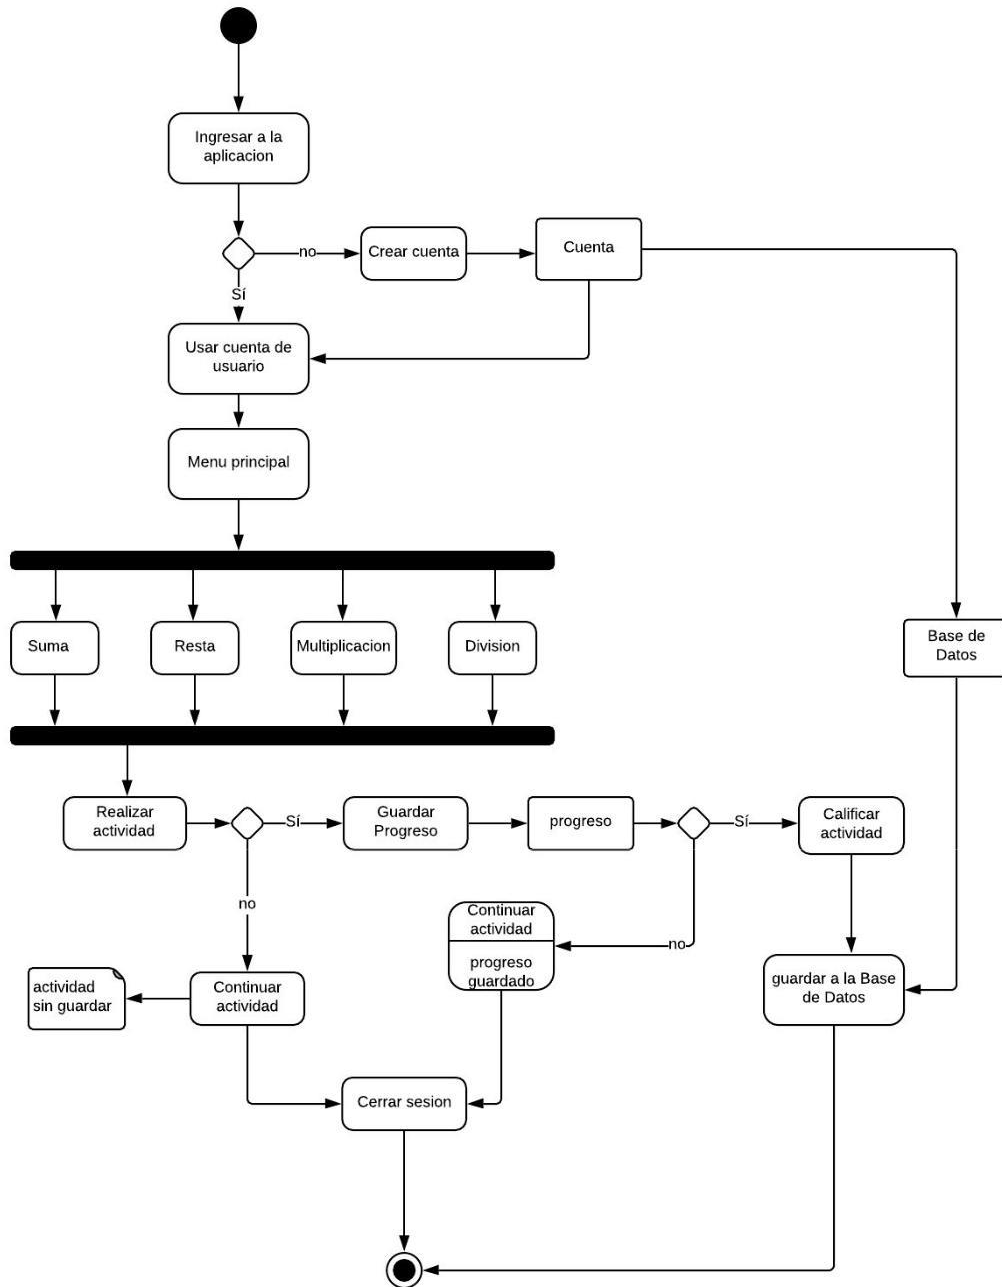 Ingresar a la
aplicacion
no
Crear cuenta
Cuenta
Sí
Usar cuenta de
usuario
Menu principal
Suma
Resta
Multiplicacion
Division
Base de
Datos
Realizar
actividad
Sí
Guardar
Progreso
progreso
Sí
Calificar
actividad
no
Continuar
actividad
no
progreso
guardado
actividad
sin guardar
Continuar
actividad
guardar a la Base
de Datos
Cerrar sesion